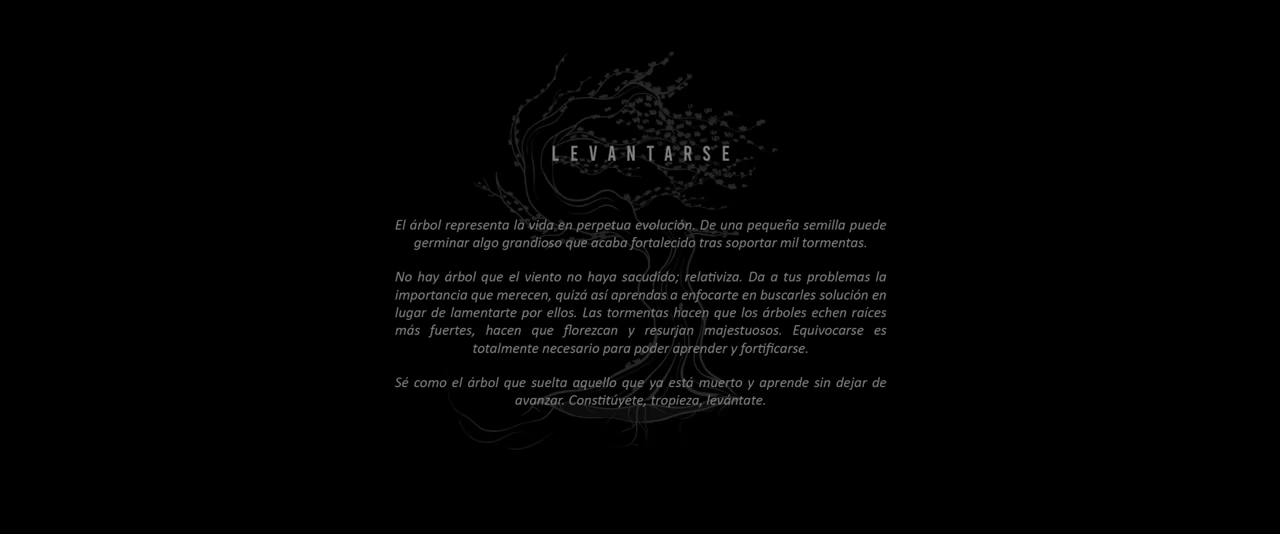 LEVANTARSE
El árbol representa la vida en perpetua evolución. De una pequeña semilla puede
germinar algo grandioso que acaba fortalecido tras soportar mil tormentas.
No hay árbol que el viento no haya sacudido; relativiza. Da a tus problemas la
importancia que merecen, quizá así aprendas a enfocarte en buscarles solución en
lugar de lamentarte por ellos. Las tormentas hacen que los árboles echen raíces
más fuertes, hacen que florezcan y resurjan majestuosos. Equivocarse es
totalmente necesario para poder aprender y fortificarse.
Sé como el árbol que suelta aquello que ya está muerto y aprende sin dejar de
avanzar. Constitúyete, tropieza, levántate.